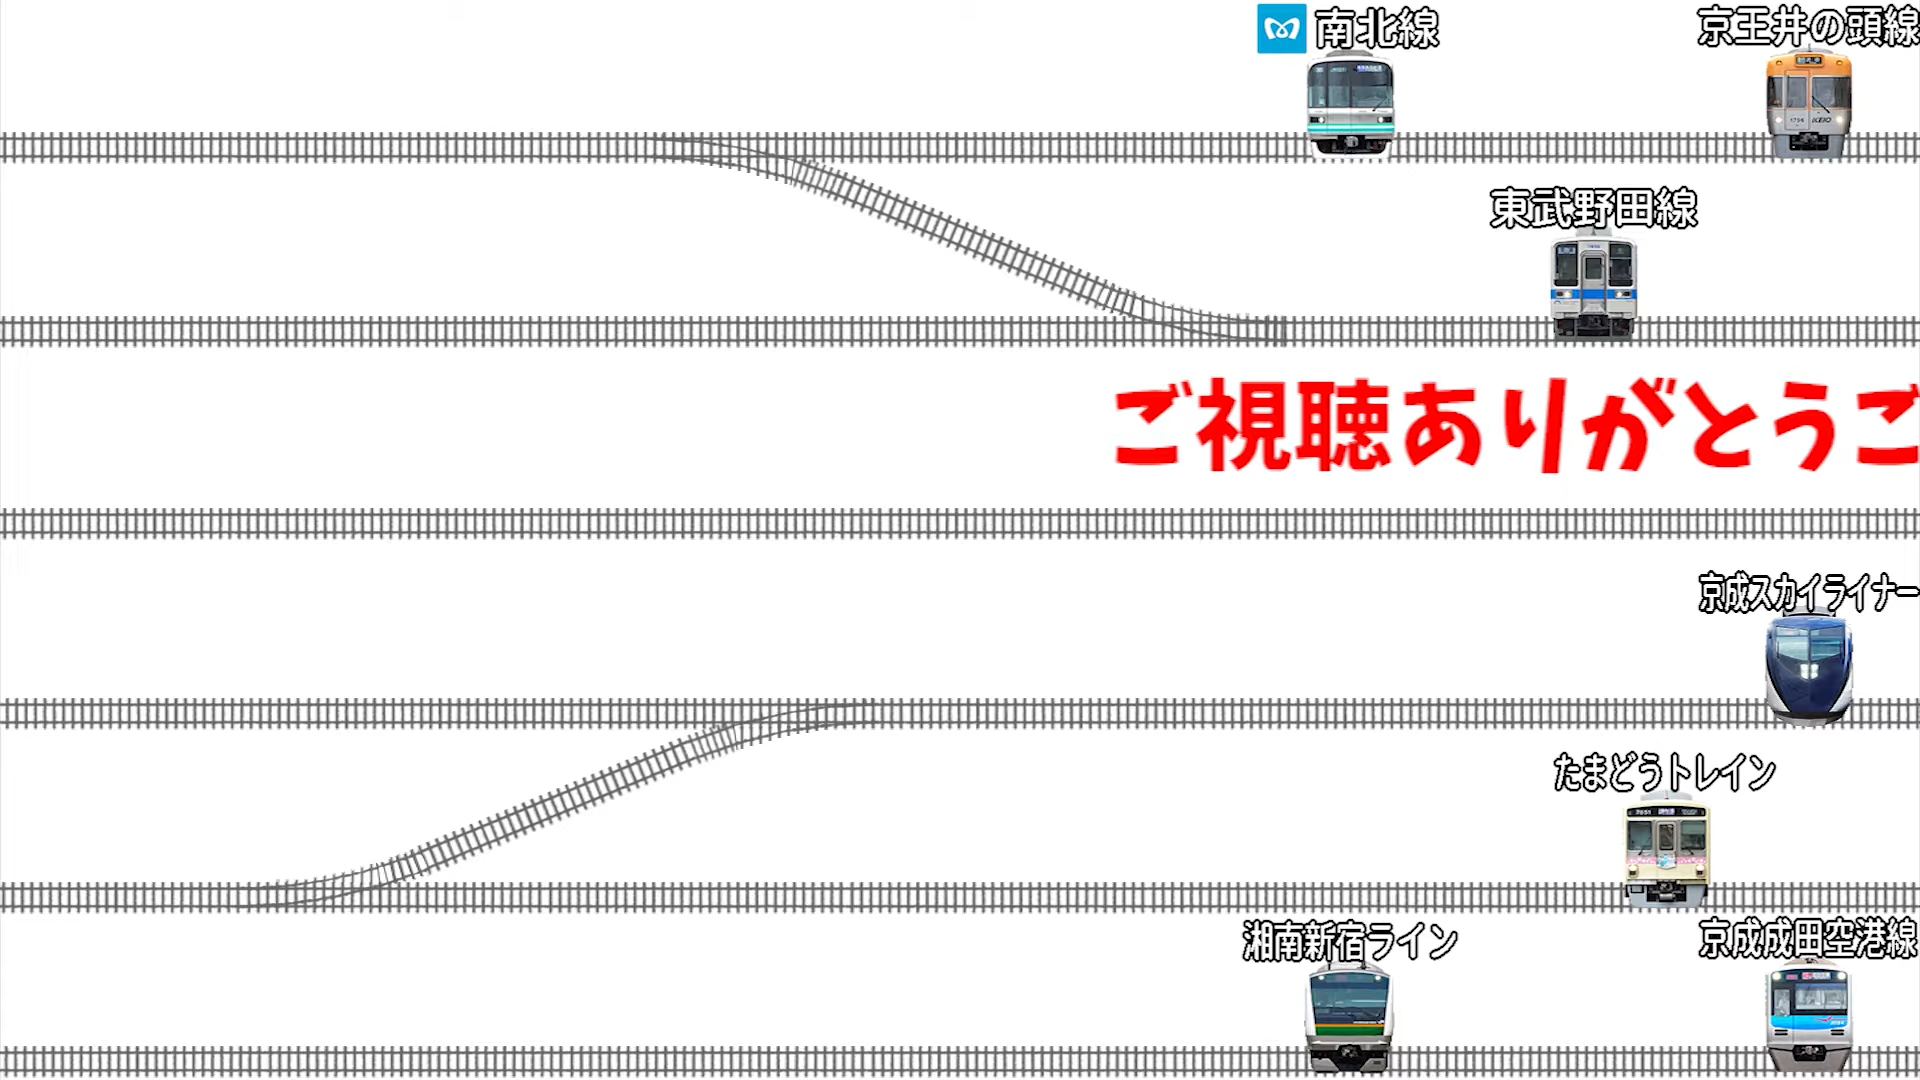 南北線
京王井の頭線
東武野田線
ご視聴ありがとうご
京成スカイライナー
たまどうトレイン
湘南新宿ライン
京成成田空港線
KEIO